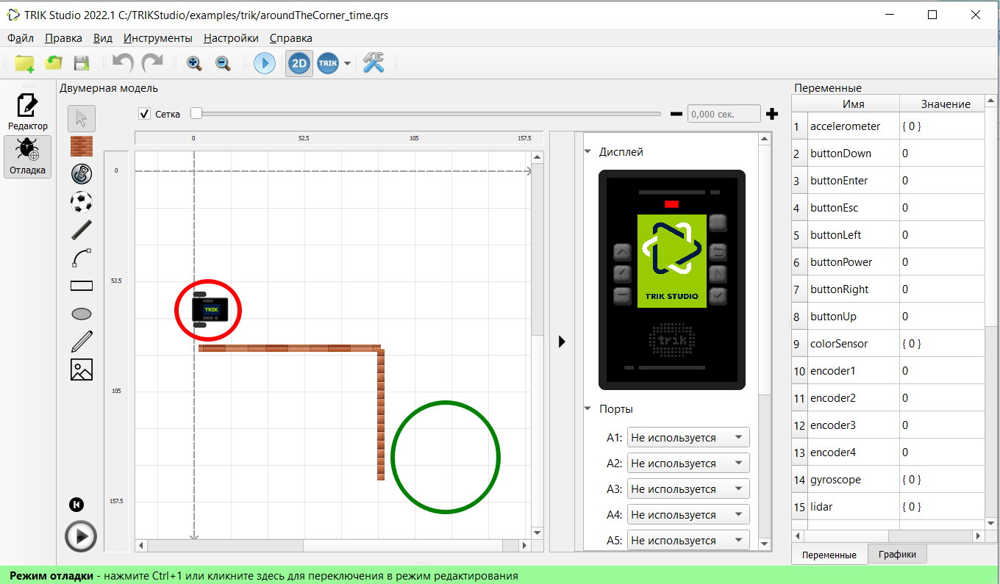 TRIK Studio 2022.1 C:/TRIKStudio/examples/trik/aroundTheCorner_time.qrs
Файл Правка Вид Инструменты Настройки Справка
2D TRIK
Редактор
Отладка
Двумерная модель
Сетка
0,000 сек.
0 52.5 105 157.5
0
52.5
105
157.5
TRIK
Дисплей
TRIK STUDIO
trik
Порты
A1: Не используется
A2: Не используется
A3: Не используется
A4: Не используется
A5: Не используется
Переменные
Имя Значение
1 accelerometer { 0 }
2 buttonDown 0
3 buttonEnter 0
4 buttonEsc 0
5 buttonLeft 0
6 buttonPower 0
7 buttonRight 0
8 buttonUp 0
9 colorSensor { 0 }
10 encoder1 0
11 encoder2 0
12 encoder3 0
13 encoder4 0
14 gyroscope { 0 }
15 lidar { 0 }
Переменные Графики
Режим отладки - нажмите Ctrl+1 или кликните здесь для переключения в режим редактирования